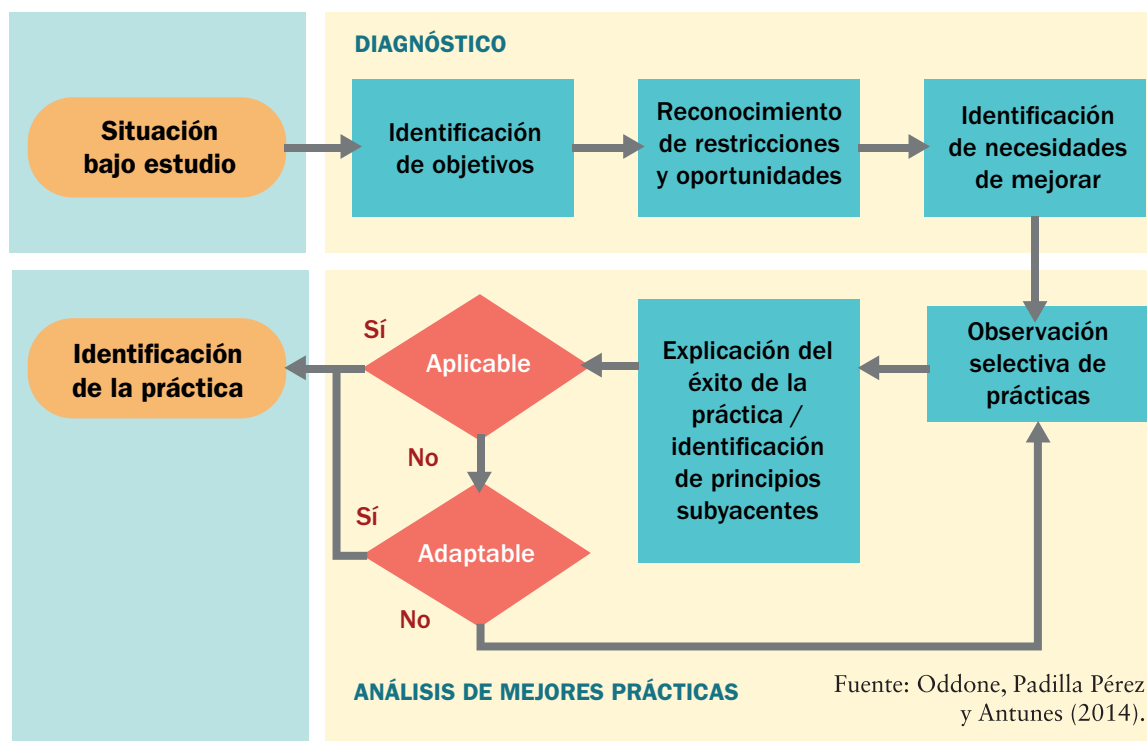 DIAGNÓSTICO
Situación
bajo estudio
Identificación
de objetivos
Reconocimiento
de restricciones
y oportunidades
Identificación
de necesidades
de mejorar
Observación
selectiva de
prácticas
Explicación del
éxito de la
práctica /
identificación
de principios
subyacentes
Aplicable
Sí
No
Adaptable
Sí
No
Identificación
de la práctica
ANÁLISIS DE MEJORES PRÁCTICAS
Fuente: Oddone, Padilla Pérez
y Antunes (2014).